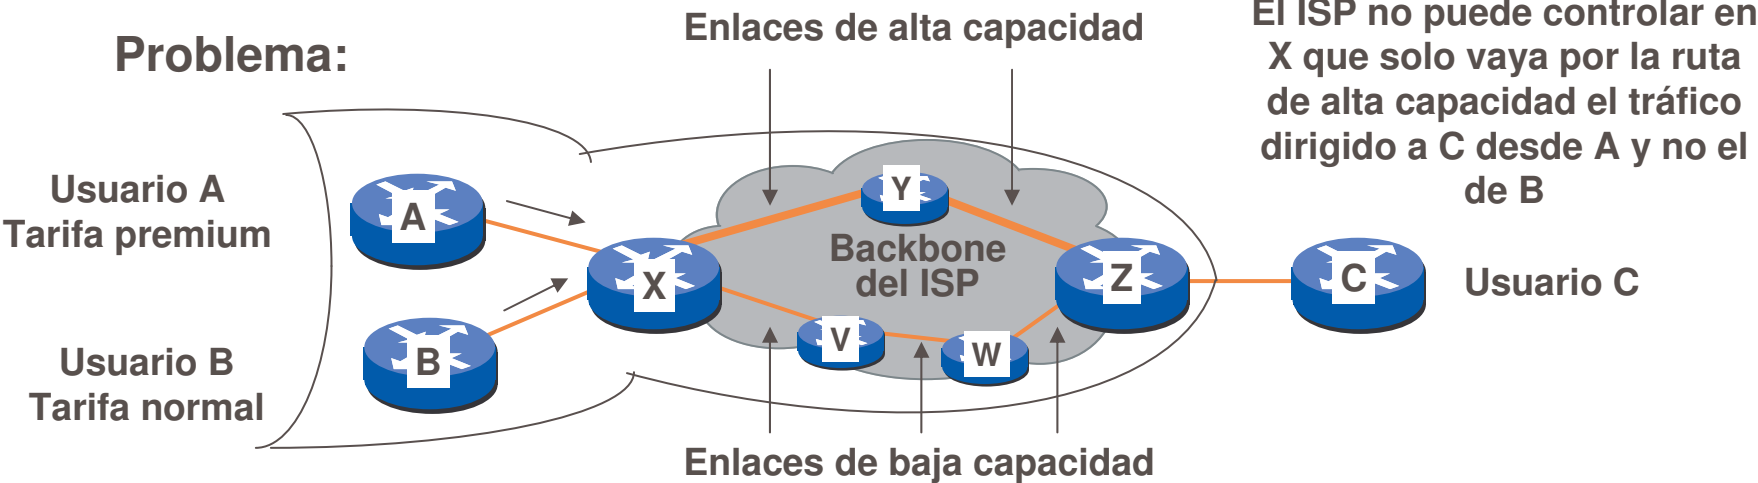 Problema:
Enlaces de alta capacidad
El ISP no puede controlar en
X que solo vaya por la ruta
de alta capacidad el tráfico
dirigido a C desde A y no el
de B
Usuario A
Tarifa premium
A
X
Y
Backbone
del ISP
Z
C
Usuario C
V
W
B
Usuario B
Tarifa normal
Enlaces de baja capacidad